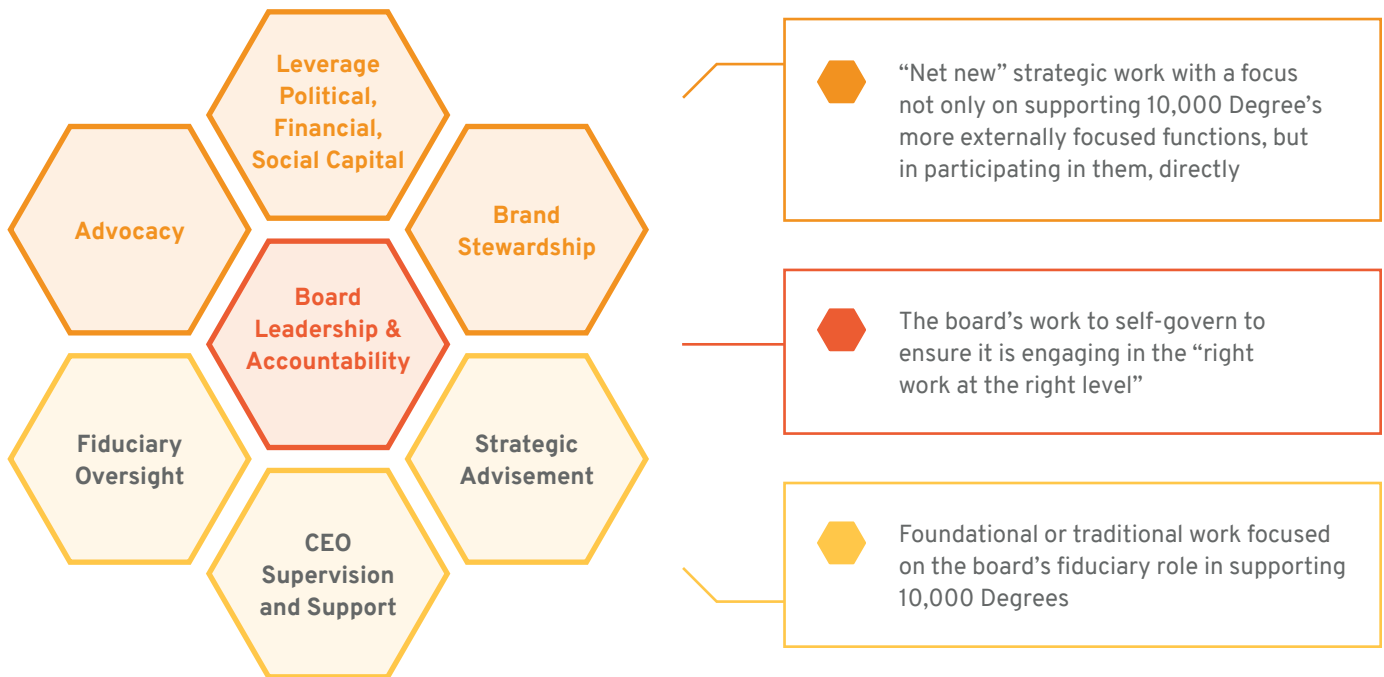 Leverage
Political,
Financial,
Social Capital
Advocacy
Brand
Stewardship
Board
Leadership &
Accountability
Fiduciary
Oversight
Strategic
Advisement
CEO
Supervision
and Support
“Net new” strategic work with a focus
not only on supporting 10,000 Degree’s
more externally focused functions, but
in participating in them, directly
The board’s work to self-govern to
ensure it is engaging in the “right
work at the right level”
Foundational or traditional work focused
on the board’s fiduciary role in supporting
10,000 Degrees